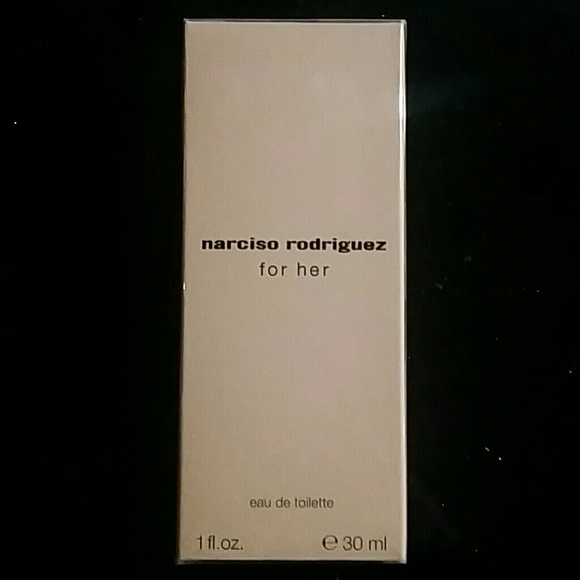 narciso rodriguez
for her
eau de toilette
1 fl.oz. ℮ 30 ml